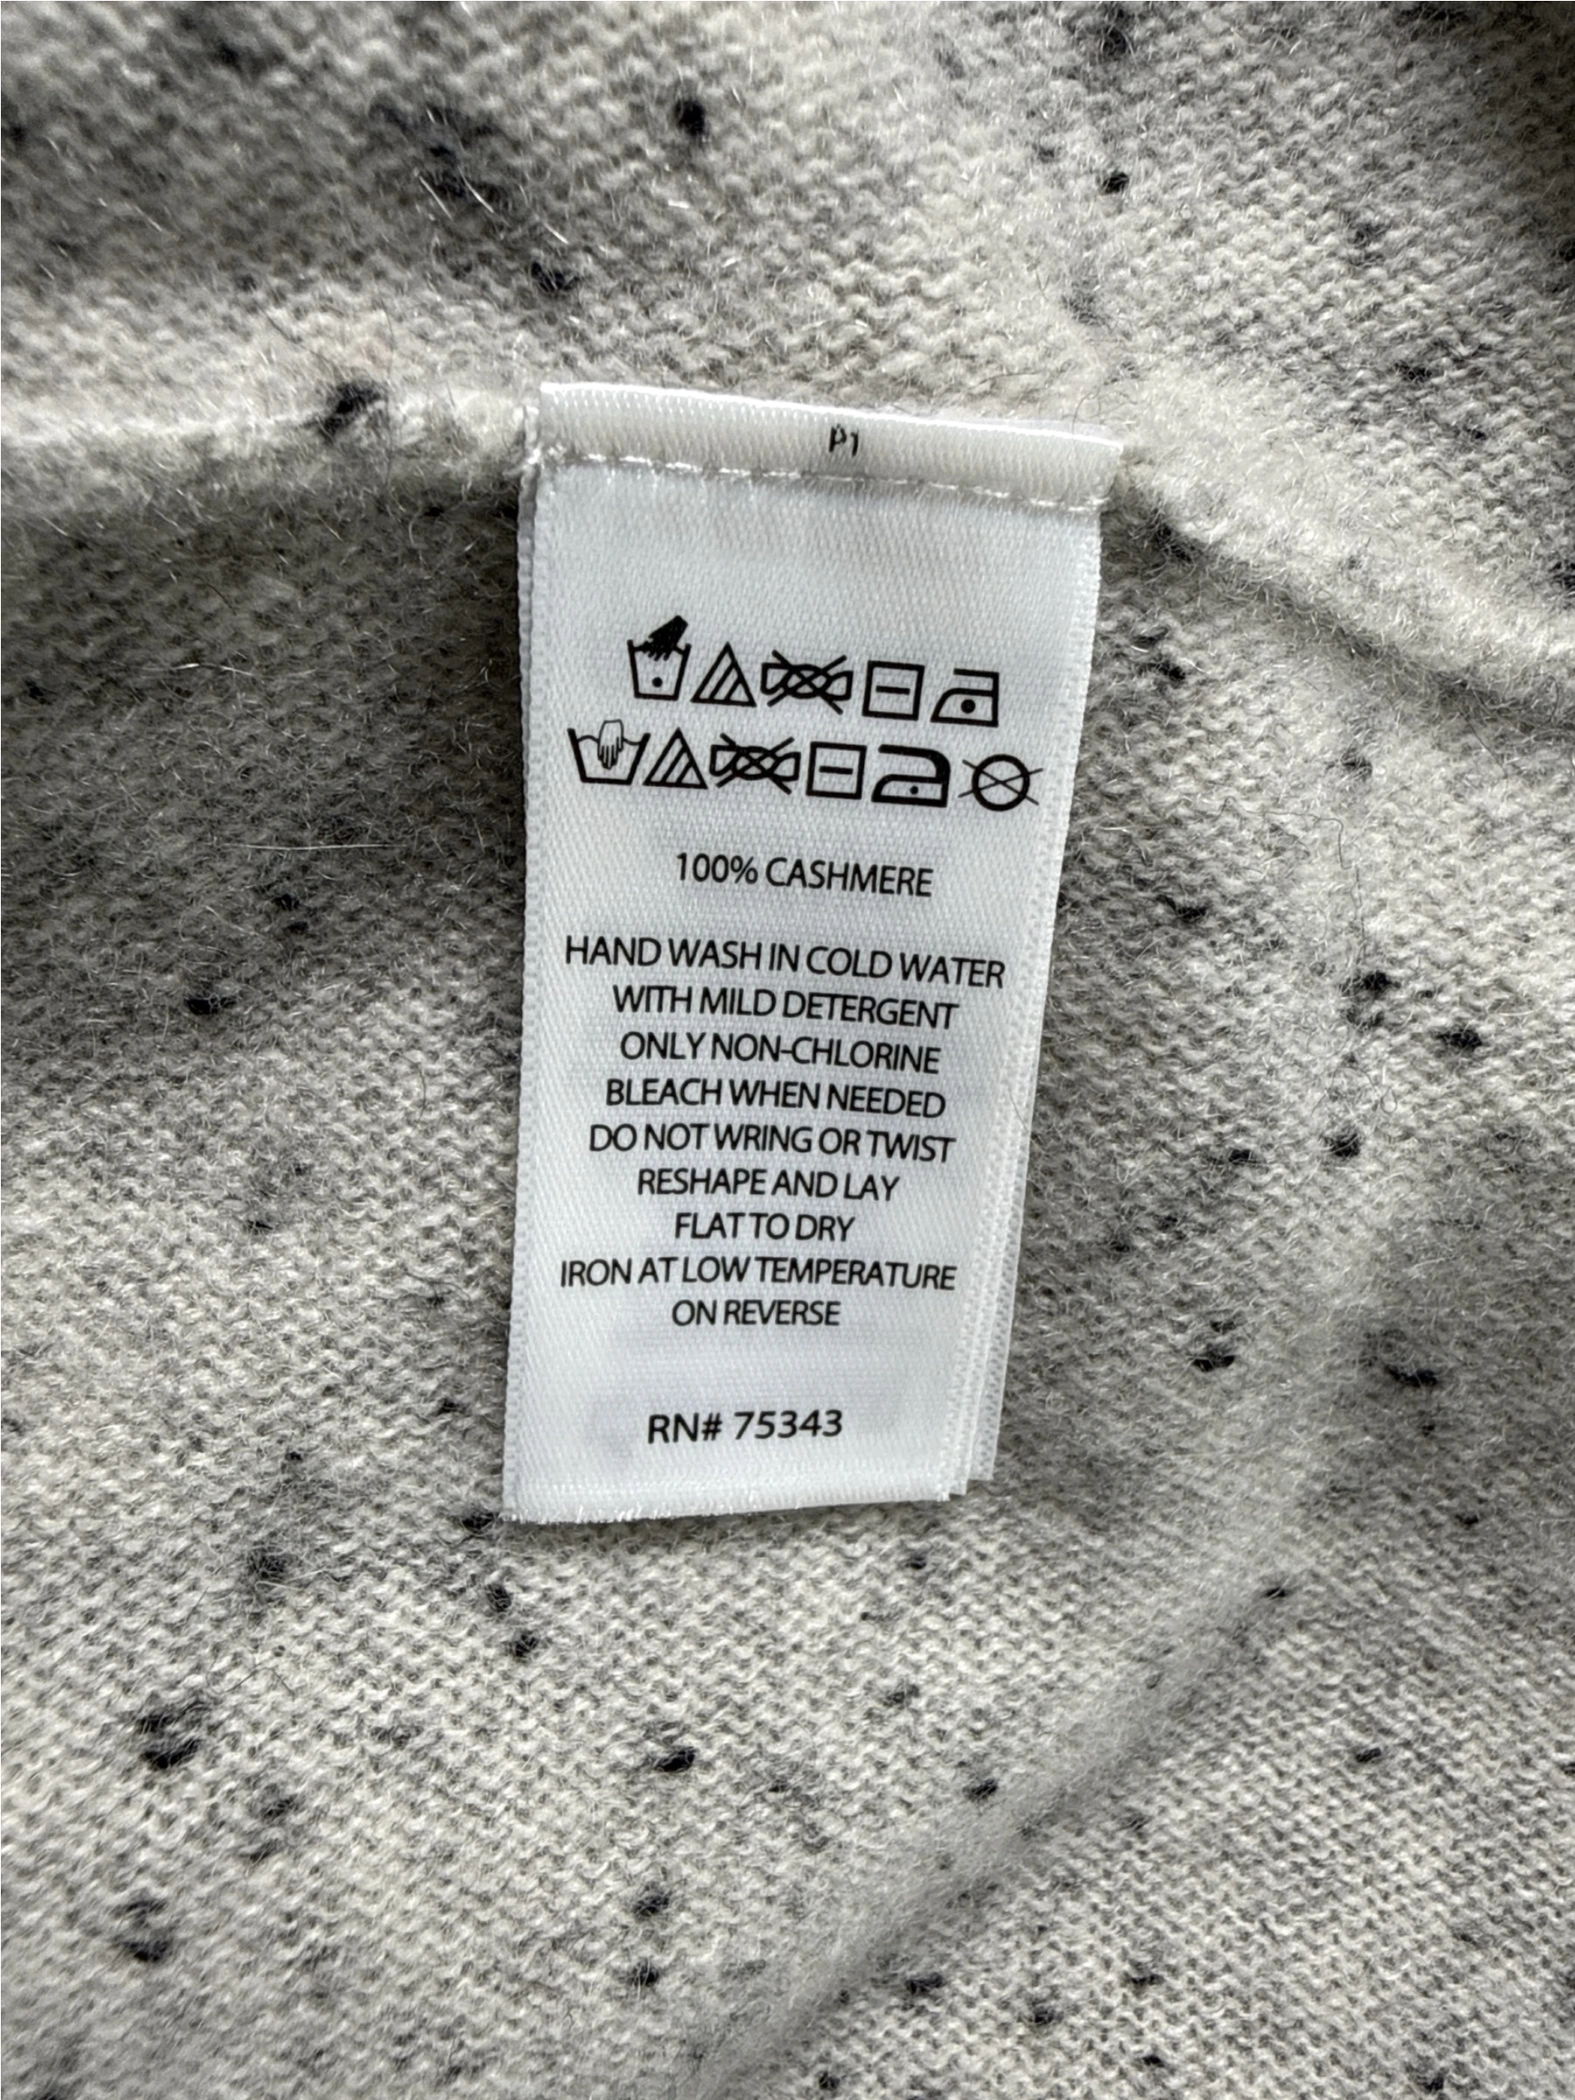 P1
100% CASHMERE
HAND WASH IN COLD WATER
WITH MILD DETERGENT
ONLY NON-CHLORINE
BLEACH WHEN NEEDED
DO NOT WRING OR TWIST
RESHAPE AND LAY
FLAT TO DRY
IRON AT LOW TEMPERATURE
ON REVERSE
RN# 75343